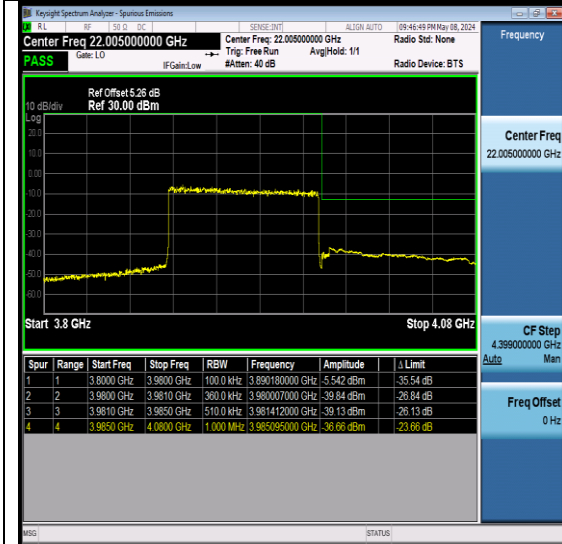 Keysight Spectrum Analyzer - Spurious Emissions
RL RF 50 Ω DC SENSE:INT ALIGN AUTO 09:46:49 PM May 08, 2024
Center Freq 22.005000000 GHz
Center Freq: 22.005000000 GHz Radio Std: None
Gate: LO Trig: Free Run Avg|Hold: 1/1
PASS IFGain:Low #Atten: 40 dB Radio Device: BTS
Ref Offset 5.26 dB
10 dB/div Ref 30.00 dBm
Log
20.0
10.0
0.00
-10.0
-20.0
-30.0
-40.0
-50.0
-60.0
Start 3.8 GHz Stop 4.08 GHz
Spur Range Start Freq Stop Freq RBW Frequency Amplitude Δ Limit
1 1 3.8000 GHz 3.9800 GHz 100.0 kHz 3.890180000 GHz -5.542 dBm -35.54 dB
2 2 3.9800 GHz 3.9810 GHz 360.0 kHz 3.980007000 GHz -39.84 dBm -26.84 dB
3 3 3.9810 GHz 3.9850 GHz 510.0 kHz 3.981412000 GHz -39.13 dBm -26.13 dB
4 4 3.9850 GHz 4.0800 GHz 1.000 MHz 3.985095000 GHz -36.66 dBm -23.66 dB
MSG STATUS
Frequency
Center Freq
22.005000000 GHz
CF Step
4.399000000 GHz
Auto Man
Freq Offset
0 Hz